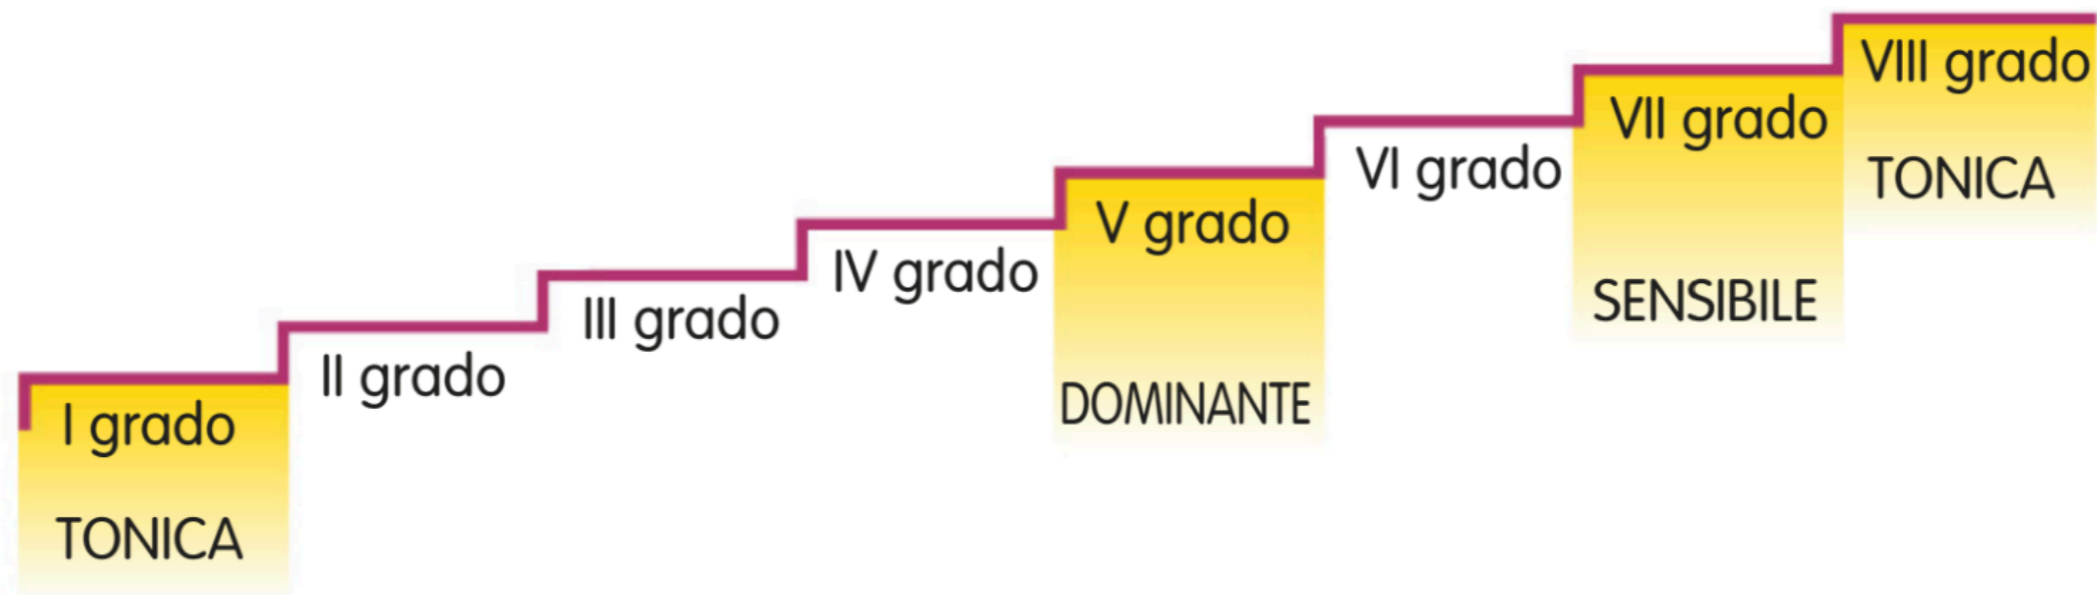 I grado
TONICA
II grado
III grado
IV grado
V grado
DOMINANTE
VI grado
VII grado
SENSIBILE
VIII grado
TONICA